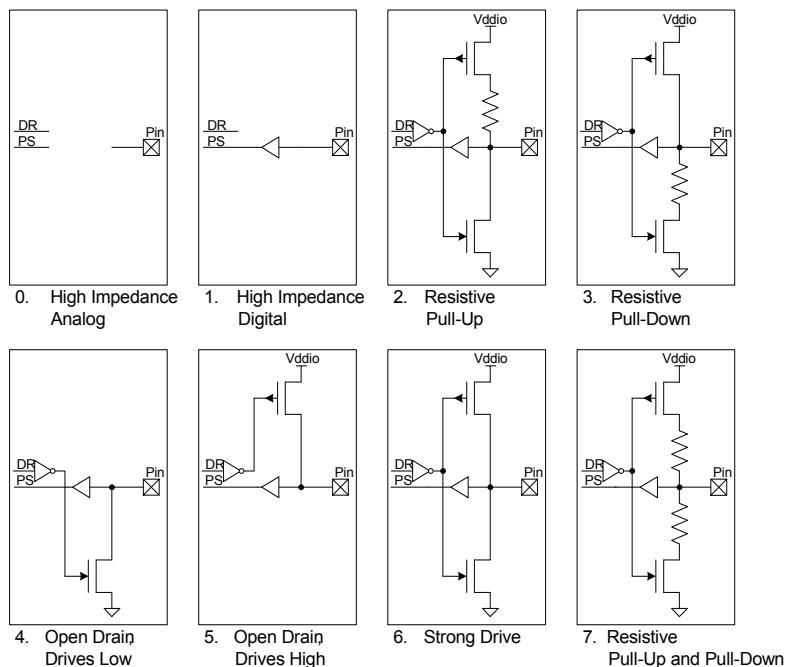 Vddio
Vddio
DR
PS
Pin
DR
PS
Pin
DR
PS
Pin
DR
PS
Pin
0. High Impedance
Analog
1. High Impedance
Digital
2. Resistive
Pull-Up
3. Resistive
Pull-Down
Vddio
Vddio
Vddio
DR
PS
Pin
DR
PS
Pin
DR
PS
Pin
DR
PS
Pin
4. Open Drain,
Drives Low
5. Open Drain,
Drives High
6. Strong Drive
7. Resistive
Pull-Up and Pull-Down